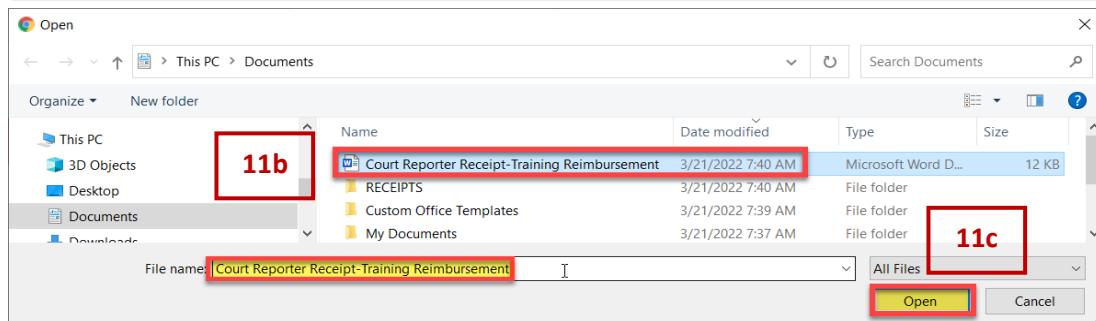 Open
This PC > Documents
Search Documents
Organize
New folder
This PC
3D Objects
Desktop
Documents
Downloads
11b
Name Date modified Type Size
Court Reporter Receipt-Training Reimbursement 3/21/2022 7:40 AM Microsoft Word D... 12 KB
RECEIPTS 3/21/2022 7:40 AM File folder
Custom Office Templates 3/21/2022 7:39 AM File folder
My Documents 3/21/2022 7:37 AM File folder
11c
File name: Court Reporter Receipt-Training Reimbursement
All Files
Open
Cancel